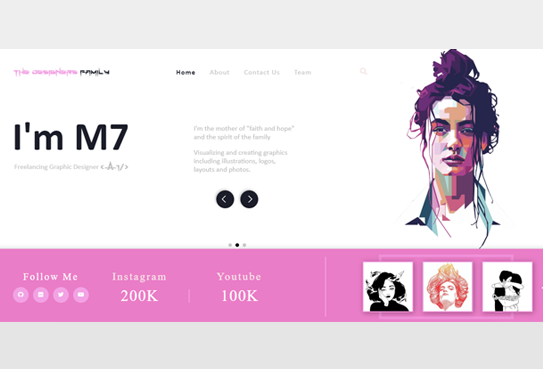 THE DESIGNERS FAMILY
Home About Contact Us Team
I'm M7
Freelancing Graphic Designer
I'm the mother of "faith and hope"
and the spirit of the family
Visualizing and creating graphics
including illustrations, logos,
layouts and photos.
Follow Me
Instagram
200K
Youtube
100K